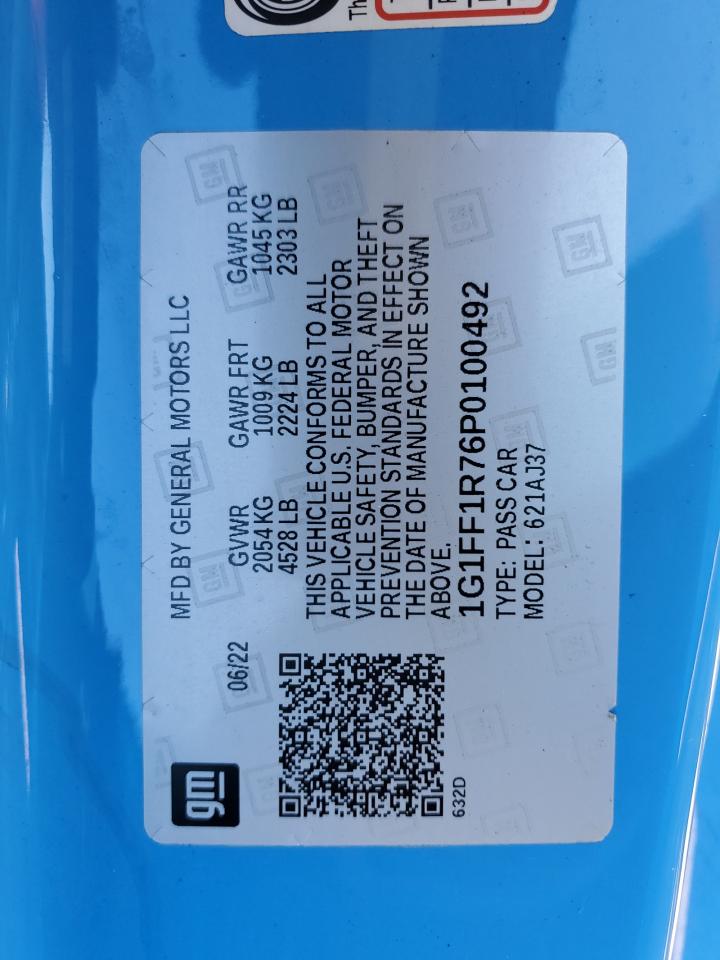 gm
06/22
MFD BY GENERAL MOTORS LLC
GVWR GAWR FRT GAWR RR
2054 KG 1009 KG 1045 KG
4528 LB 2224 LB 2303 LB
THIS VEHICLE CONFORMS TO ALL
APPLICABLE U.S. FEDERAL MOTOR
VEHICLE SAFETY, BUMPER, AND THEFT
PREVENTION STANDARDS IN EFFECT ON
THE DATE OF MANUFACTURE SHOWN
ABOVE.
1G1FF1R76P0100492
TYPE: PASS CAR
MODEL: 621AJ37
632D